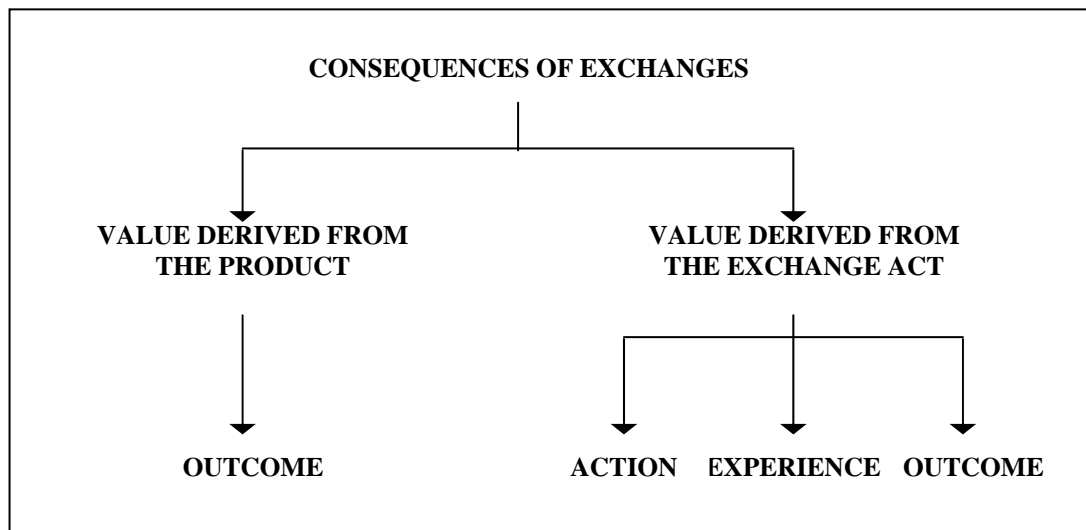 CONSEQUENCES OF EXCHANGES
VALUE DERIVED FROM
THE PRODUCT
VALUE DERIVED FROM
THE EXCHANGE ACT
OUTCOME
ACTION
EXPERIENCE
OUTCOME